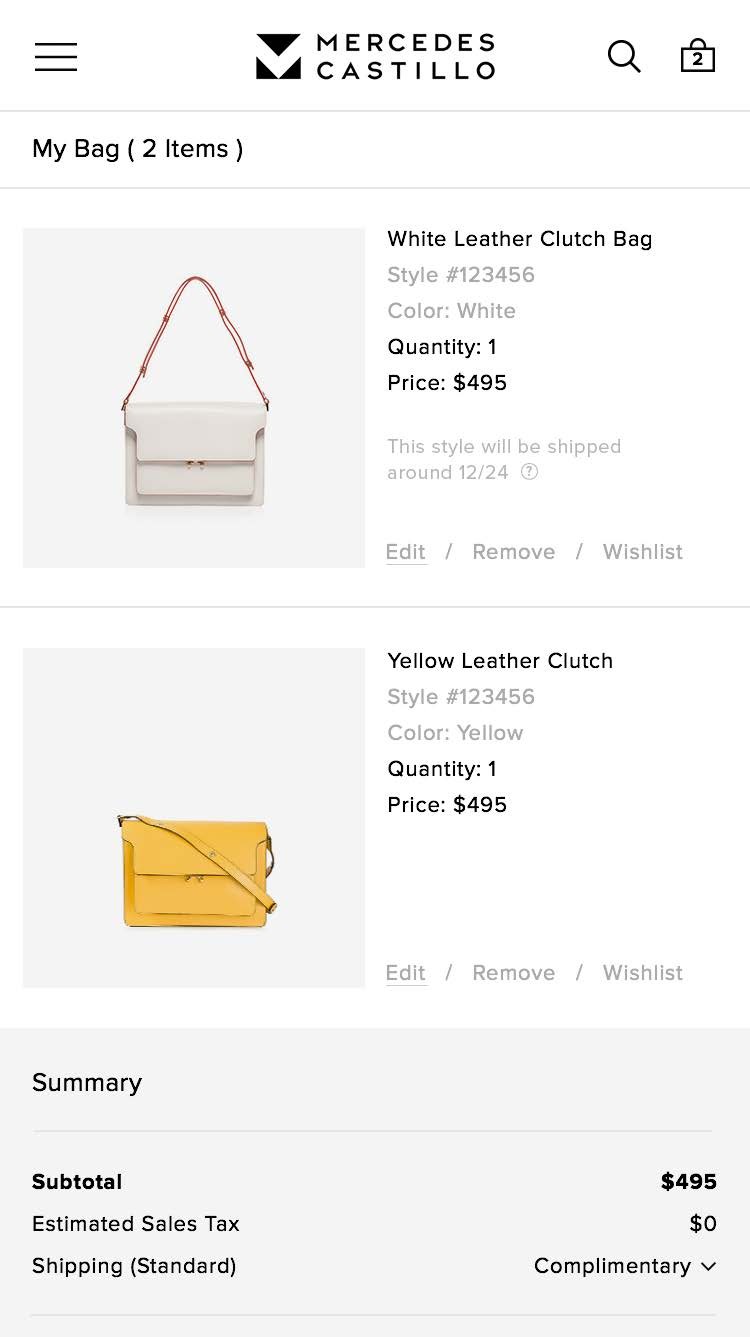 MERCEDES
CASTILLO
2
My Bag ( 2 Items )
White Leather Clutch Bag
Style #123456
Color: White
Quantity: 1
Price: $495
This style will be shipped
around 12/24 ?
Edit / Remove / Wishlist
Yellow Leather Clutch
Style #123456
Color: Yellow
Quantity: 1
Price: $495
Edit / Remove / Wishlist
Summary
Subtotal $495
Estimated Sales Tax $0
Shipping (Standard) Complimentary